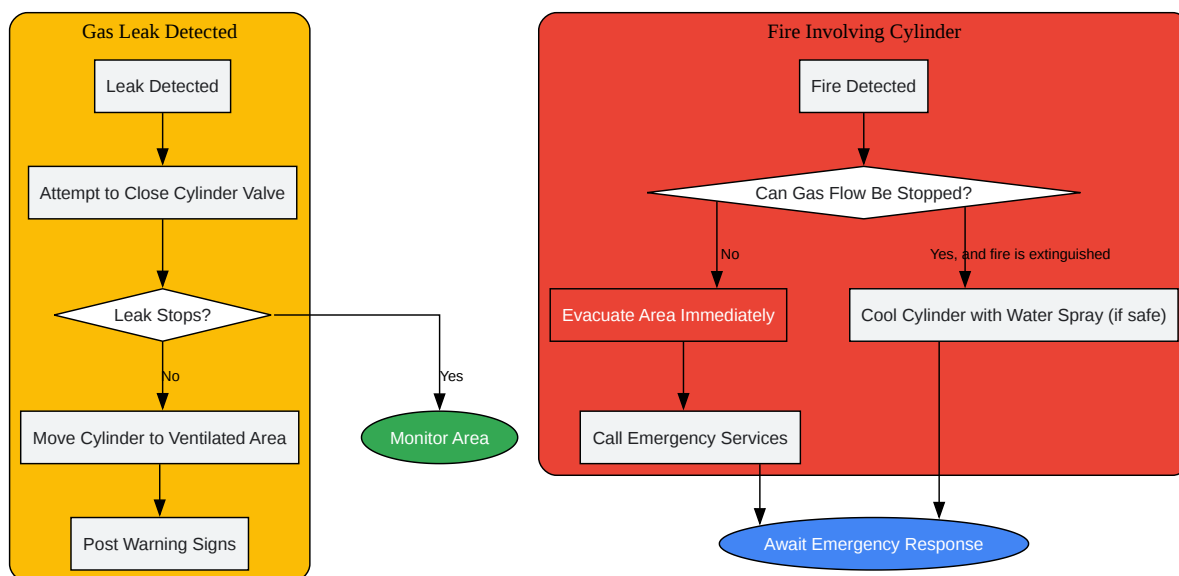 Gas Leak Detected
Leak Detected
Attempt to Close Cylinder Valve
Leak Stops?
No
Yes
Move Cylinder to Ventilated Area
Monitor Area
Post Warning Signs
Fire Involving Cylinder
Fire Detected
Can Gas Flow Be Stopped?
No
Yes, and fire is extinguished
Evacuate Area Immediately
Cool Cylinder with Water Spray (if safe)
Call Emergency Services
Await Emergency Response